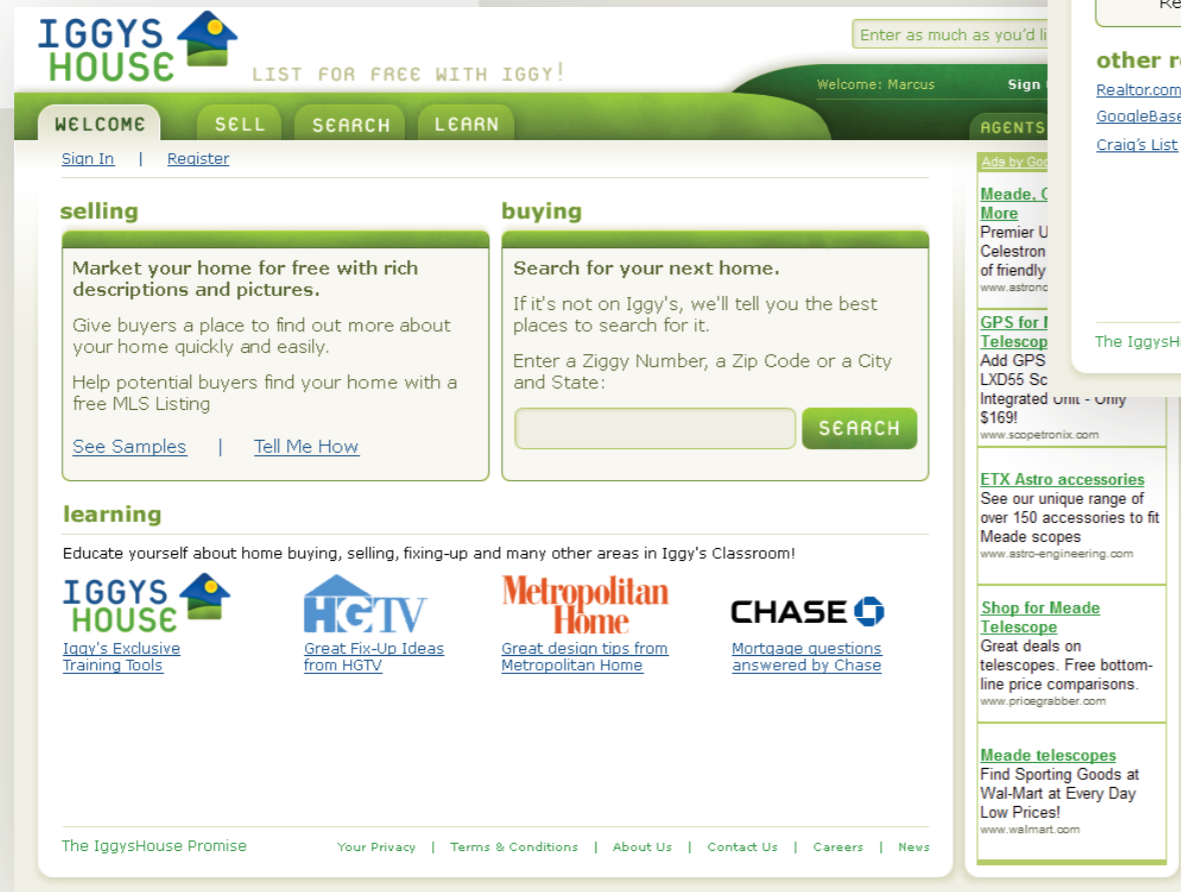 IGGYS
HOUSE
LIST FOR FREE WITH IGGY!
Enter as much as you'd
Welcome: Marcus
Sign
WELCOME
SELL
SEARCH
LEARN
AGENTS
Sign In | Register
selling
Market your home for free with rich
descriptions and pictures.
Give buyers a place to find out more about
your home quickly and easily.
Help potential buyers find your home with a
free MLS Listing
See Samples | Tell Me How
buying
Search for your next home.
If it's not on Iggy's, we'll tell you the best
places to search for it.
Enter a Ziggy Number, a Zip Code or a City
and State:
SEARCH
learning
Educate yourself about home buying, selling, fixing-up and many other areas in Iggy's Classroom!
IGGYS
HOUSE
Iggy's Exclusive
Training Tools
HGTV
Great Fix-Up Ideas
from HGTV
Metropolitan
Home
Great design tips from
Metropolitan Home
CHASE
Mortgage questions
answered by Chase
The IggysHouse Promise
Your Privacy | Terms & Conditions | About Us | Contact Us | Careers | News
Ads by
Meade,
More
Premier
Celestron
of friendly
GPS for
Add GPS
LXD55
Integrated Unit - Only
$169!
www.scopetronix.com
ETX Astro accessories
See our unique range of
over 150 accessories to fit
Meade scopes
www.astro-engineering.com
Shop for Meade
Telescope
Great deals on
telescopes. Free bottom-
line price comparisons.
www.pricegrabber.com
Meade telescopes
Find Sporting Goods at
Wal-Mart at Every Day
Low Prices!
www.walmart.com
other
Realtor.com
GoogleBase
Craig's List
The